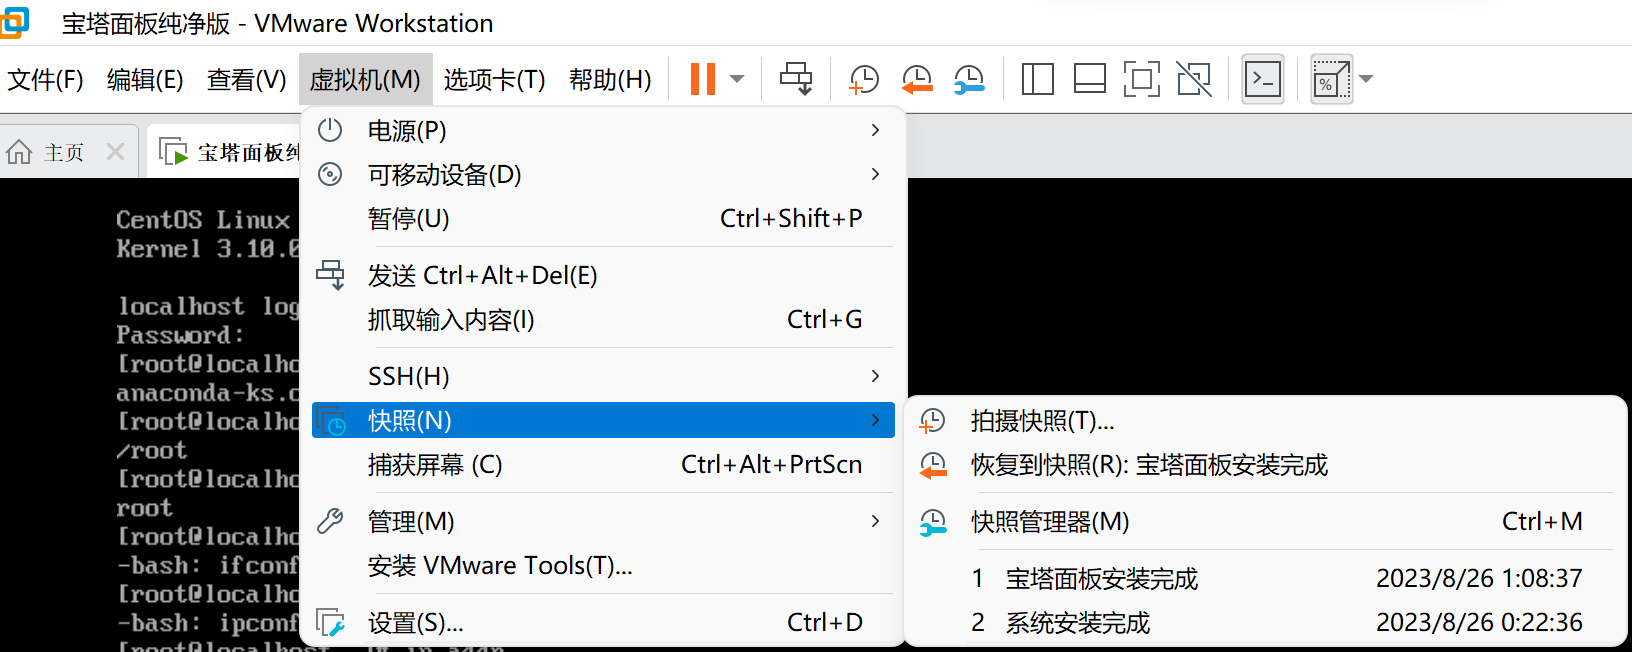 宝塔面板纯净版 - VMware Workstation
文件(F) 编辑(E) 查看(V) 虚拟机(M) 选项卡(T) 帮助(H)
主页
宝塔面板纯
电源(P)
可移动设备(D)
暂停(U) Ctrl+Shift+P
发送 Ctrl+Alt+Del(E)
抓取输入内容(I) Ctrl+G
SSH(H)
快照(N)
捕获屏幕 (C) Ctrl+Alt+PrtScn
管理(M)
安装 VMware Tools(T)...
设置(S)... Ctrl+D
拍摄快照(T)...
恢复到快照(R): 宝塔面板安装完成
快照管理器(M) Ctrl+M
1 宝塔面板安装完成 2023/8/26 1:08:37
2 系统安装完成 2023/8/26 0:22:36
CentOS Linux
Kernel 3.10.0
localhost log
Password:
[root@localho
anaconda-ks.c
[root@localho
/root
[root@localho
root
[root@localho
-bash: ifconf
[root@localho
-bash: ipconf
[root@localhost